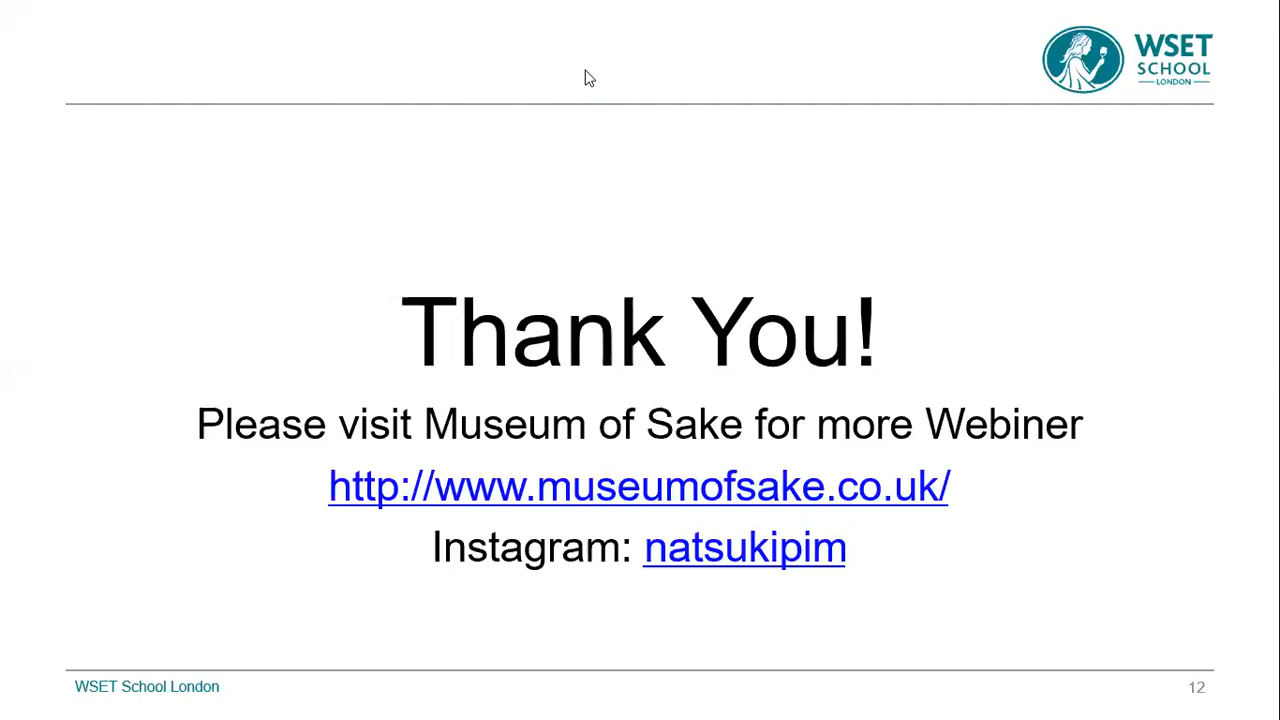 WSET
SCHOOL
LONDON
Thank You!
Please visit Museum of Sake for more Webiner
http://www.museumofsake.co.uk/
Instagram: natsukipim
WSET School London
12